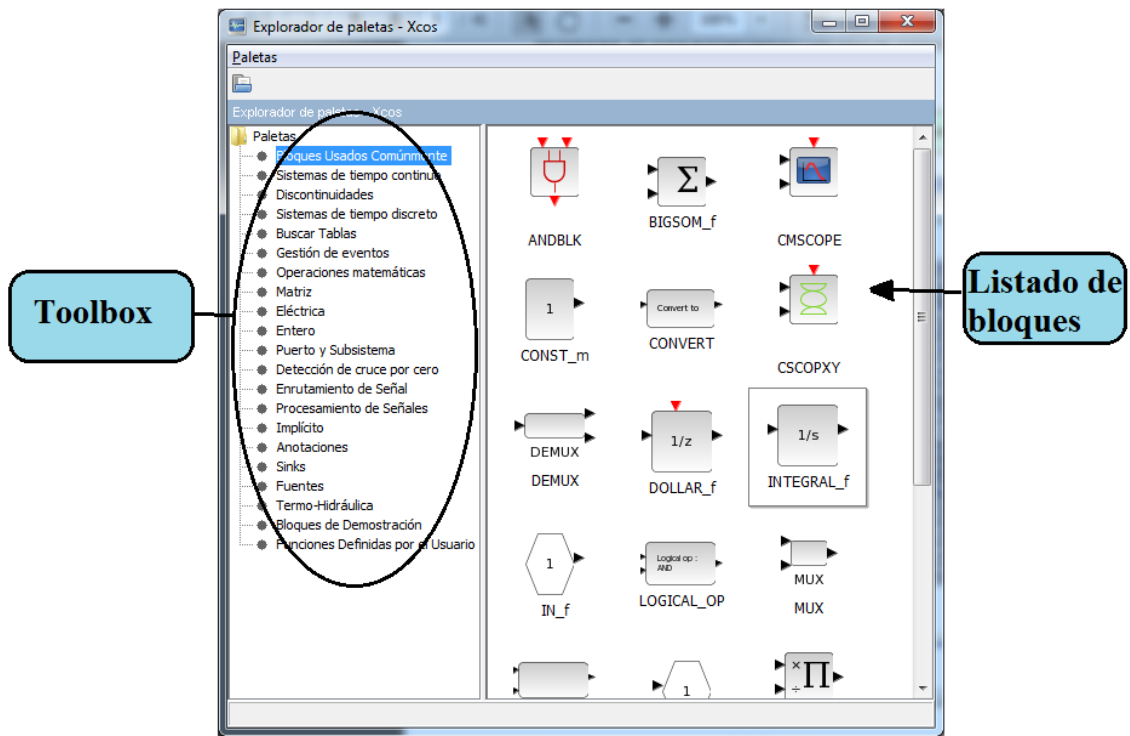 Explorador de paletas - Xcos
Paletas
Explorador de paletas - Xcos
Paletas
Bloques Usados Comúnmente
Sistemas de tiempo continuo
Discontinuidades
Sistemas de tiempo discreto
Buscar Tablas
Gestión de eventos
Operaciones matemáticas
Matriz
Eléctrica
Entero
Puerto y Subsistema
Detección de cruce por cero
Enrutamiento de Señal
Procesamiento de Señales
Implícito
Anotaciones
Sinks
Fuentes
Termo-Hidráulica
Bloques de Demostración
Funciones Definidas por el Usuario
Toolbox
Σ
ANDBLK
BIGSOM_f
CMSCOPE
1
Convert to
CONST_m
CONVERT
CSCOPXY
DEMUX
1/z
1/s
DEMUX
DOLLAR_f
INTEGRAL_f
1
Logical op :
AND
MUX
IN_f
LOGICAL_OP
MUX
1
×
÷
Π
Listado de
bloques